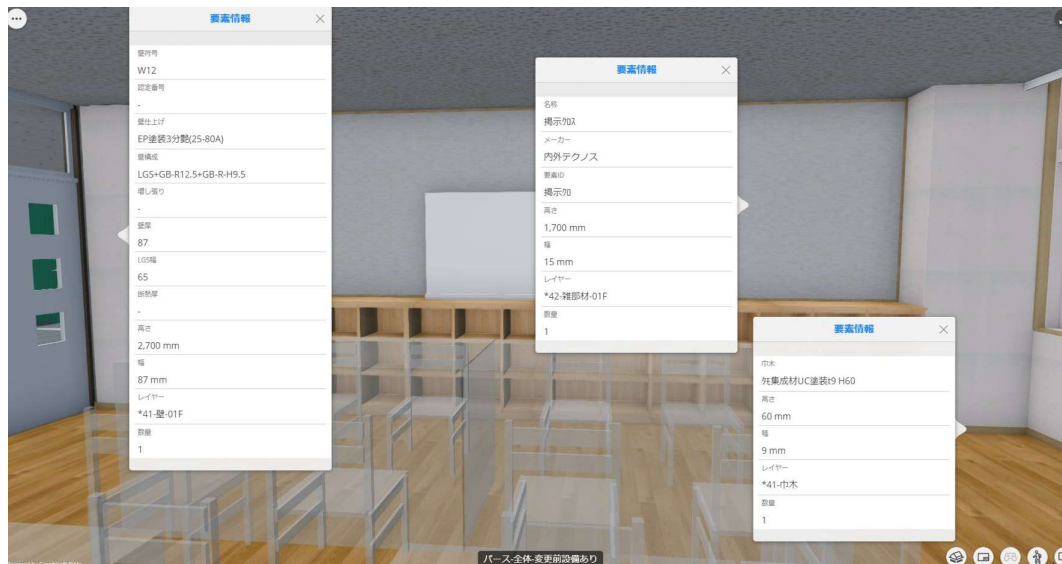 要素情報
壁符号
W12
認定番号
-
壁仕上げ
EP塗装3分艶(25-80A)
壁構成
LGS+GB-R12.5+GB-R-H9.5
増し張り
-
壁厚
87
LGS幅
65
断熱厚
-
高さ
2,700 mm
幅
87 mm
レイヤー
*41-壁-01F
数量
1
要素情報
名称
掲示ｸﾛｽ
メーカー
内外テクノス
要素ID
掲示ｸﾛ
高さ
1,700 mm
幅
15 mm
レイヤー
*42-雑部材-01F
数量
1
要素情報
巾木
ﾀﾓ集成材UC塗装t9 H60
高さ
60 mm
幅
9 mm
レイヤー
*41-巾木
数量
1
パース-全体-変更前設備あり